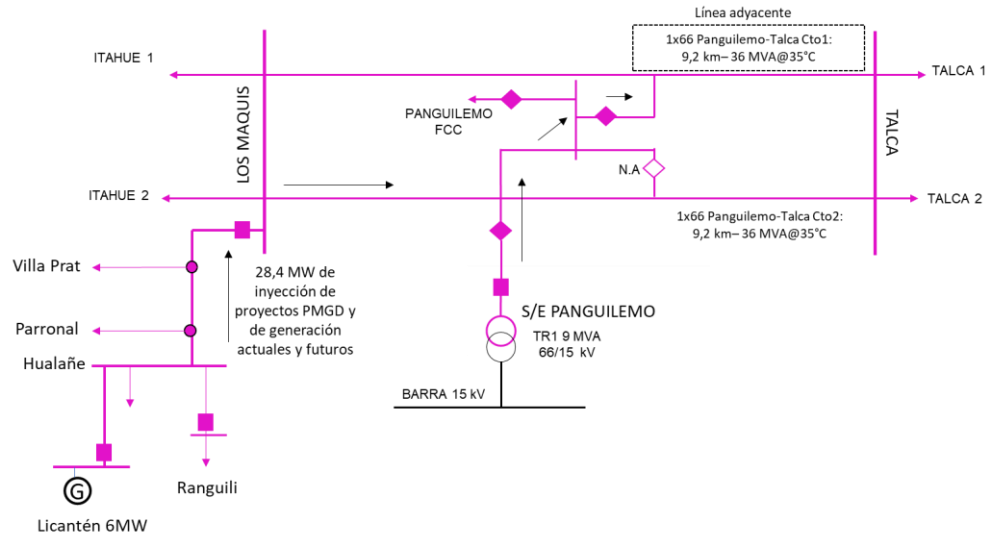 Línea adyacente
1x66 Panguilemo-Talca Cto1:
9,2 km– 36 MVA@35°C
ITAHUE 1
TALCA 1
PANGUILEMO
FCC
LOS MAQUIS
TALCA
N.A
ITAHUE 2
TALCA 2
1x66 Panguilemo-Talca Cto2:
9,2 km– 36 MVA@35°C
Villa Prat
28,4 MW de
inyección de
proyectos PMGD y
de generación
actuales y futuros
S/E PANGUILEMO
TR1 9 MVA
66/15 kV
Parronal
Hualañe
BARRA 15 kV
Ranguili
G
Licantén 6MW